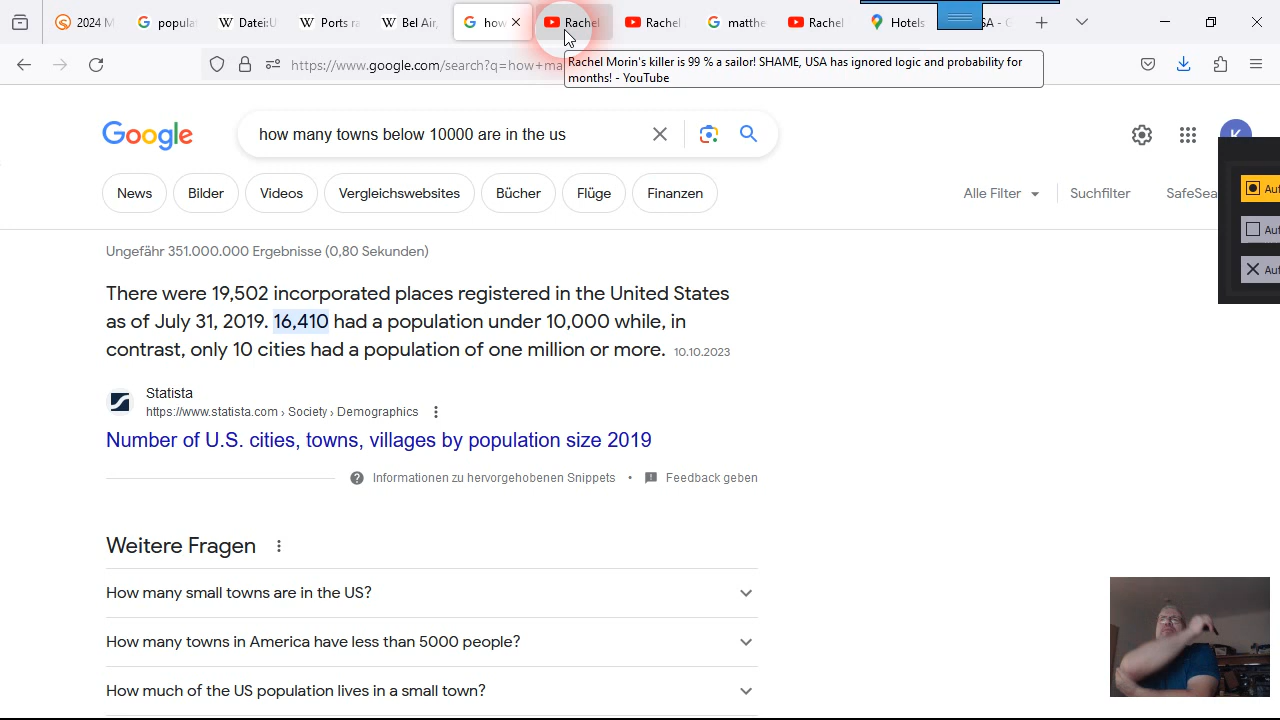 2024 M
popula
Datei:U
Ports ra
Bel Air,
how
Rachel
Rachel
matthe
Rachel
Hotels
SA - G
https://www.google.com/search?q=how+ma
Rachel Morin's killer is 99 % a sailor! SHAME, USA has ignored logic and probability for
months! - YouTube
Google
how many towns below 10000 are in the us
K
News
Bilder
Videos
Vergleichswebsites
Bücher
Flüge
Finanzen
Alle Filter
Suchfilter
SafeSea
Auf
Auf
Auf
Ungefähr 351.000.000 Ergebnisse (0,80 Sekunden)
There were 19,502 incorporated places registered in the United States
as of July 31, 2019. 16,410 had a population under 10,000 while, in
contrast, only 10 cities had a population of one million or more. 10.10.2023
Statista
https://www.statista.com › Society › Demographics
Number of U.S. cities, towns, villages by population size 2019
Informationen zu hervorgehobenen Snippets • Feedback geben
Weitere Fragen
How many small towns are in the US?
How many towns in America have less than 5000 people?
How much of the US population lives in a small town?